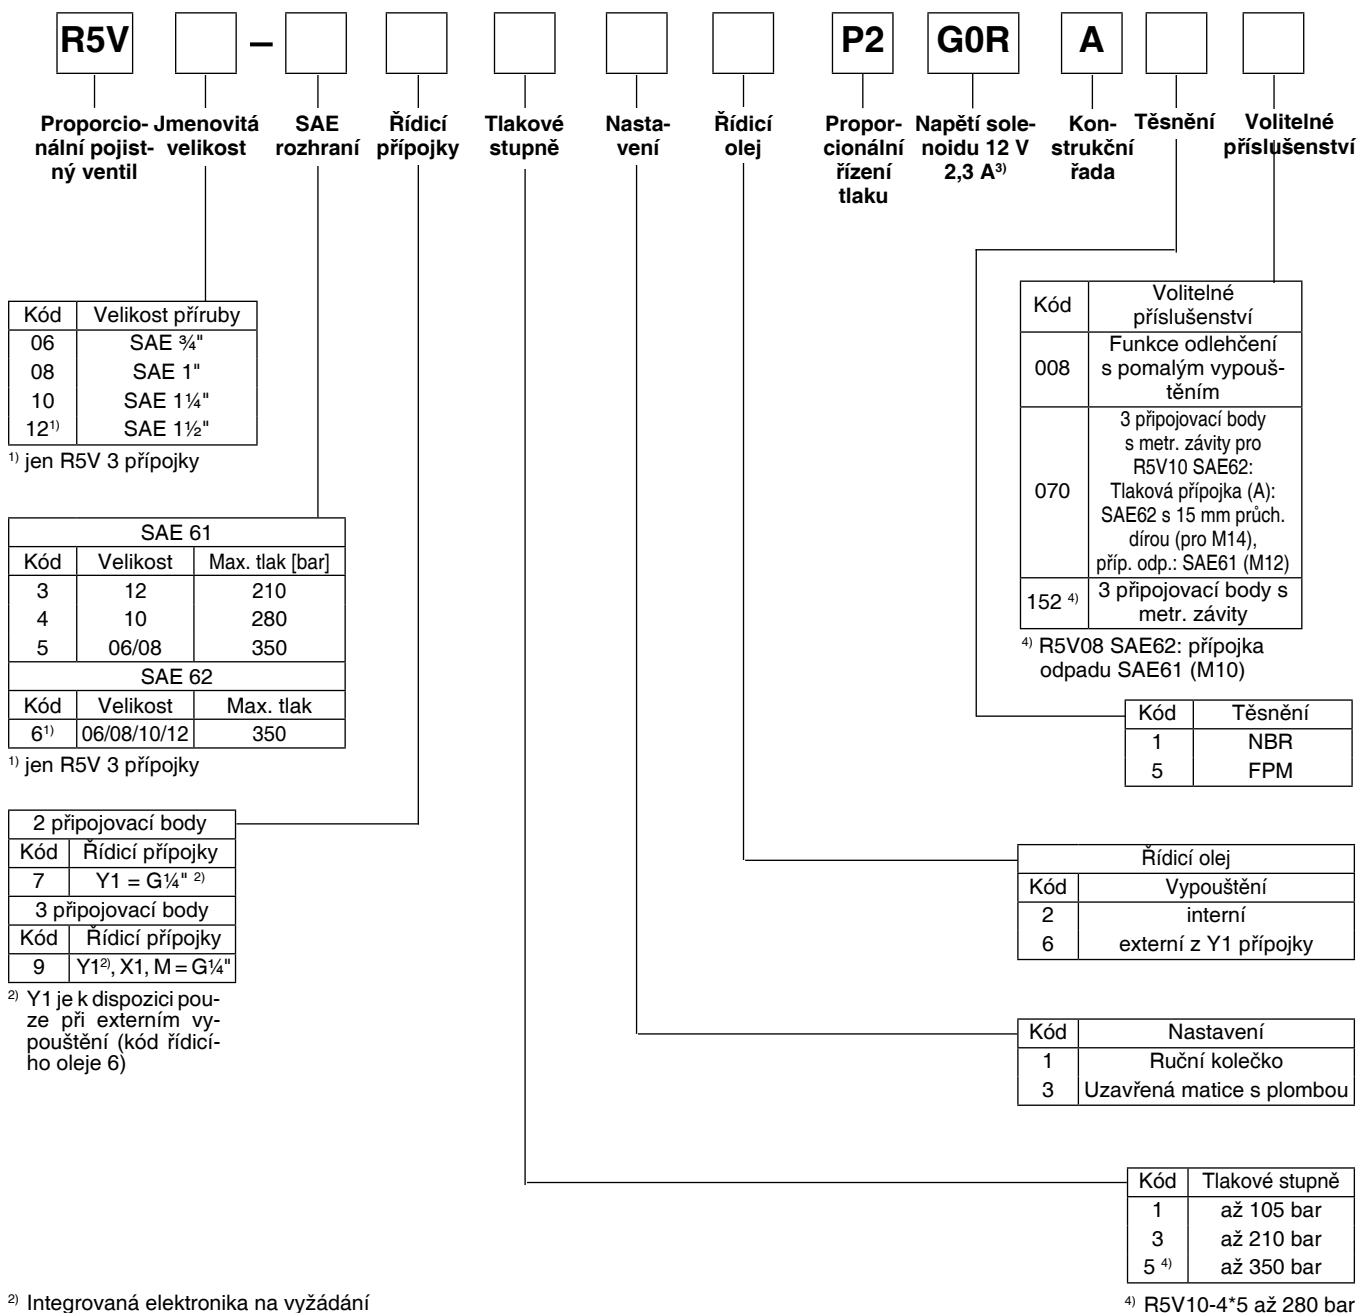 R5V – P2 G0R A
Proporcio-
nální pojist-
ný ventil
Jmenovitá
velikost
SAE
rozhraní
Řídicí
přípojky
Tlakové
stupně
Nasta-
vení
Řídicí
olej
Propor-
cionální
řízení
tlaku
Napětí sole-
noidu 12 V
2,3 A³⁾
Kon-
strukční
řada
Těsnění
Volitelné
příslušenství
Kód Velikost příruby
06 SAE ¾"
08 SAE 1"
10 SAE 1¼"
12¹⁾ SAE 1½"
¹⁾ jen R5V 3 přípojky
SAE 61
Kód Velikost Max. tlak [bar]
3 12 210
4 10 280
5 06/08 350
SAE 62
Kód Velikost Max. tlak
6¹⁾ 06/08/10/12 350
¹⁾ jen R5V 3 přípojky
2 připojovací body
Kód Řídicí přípojky
7 Y1 = G¼" ²⁾
3 připojovací body
Kód Řídicí přípojky
9 Y1²⁾, X1, M = G¼"
²⁾ Y1 je k dispozici pou-
ze při externím vy-
pouštění (kód řídicí-
ho oleje 6)
Kód Volitelné
příslušenství
008 Funkce odlehčení
s pomalým vypouš-
těním
070 3 připojovací body
s metr. závity pro
R5V10 SAE62:
Tlaková přípojka (A):
SAE62 s 15 mm průch.
dírou (pro M14),
příp. odp.: SAE61 (M12)
152 ⁴⁾ 3 připojovací body s
metr. závity
⁴⁾ R5V08 SAE62: přípojka
odpadu SAE61 (M10)
Kód Těsnění
1 NBR
5 FPM
Řídicí olej
Kód Vypouštění
2 interní
6 externí z Y1 přípojky
Kód Nastavení
1 Ruční kolečko
3 Uzavřená matice s plombou
Kód Tlakové stupně
1 až 105 bar
3 až 210 bar
5 ⁴⁾ až 350 bar
²⁾ Integrovaná elektronika na vyžádání
⁴⁾ R5V10-4*5 až 280 bar